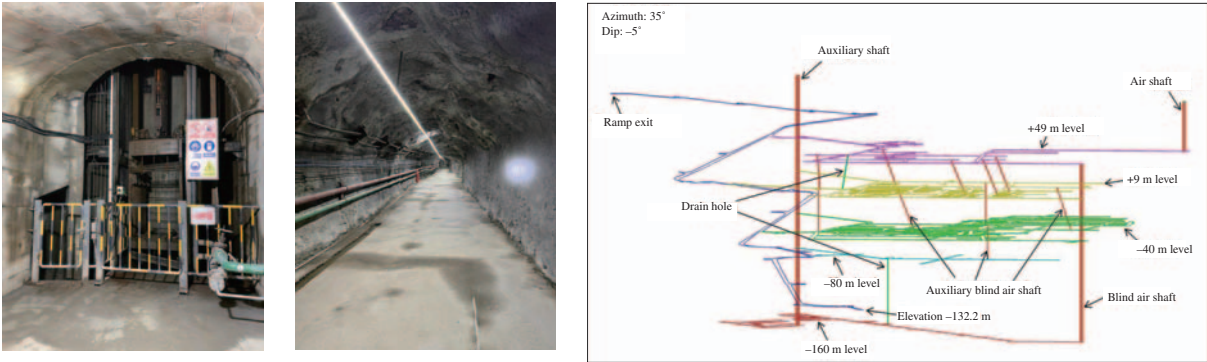 Azimuth: 35˚
Dip: –5˚
Auxiliary shaft
Air shaft
Ramp exit
+49 m level
+9 m level
Drain hole
–40 m level
–80 m level
Auxiliary blind air shaft
Blind air shaft
Elevation –132.2 m
–160 m level